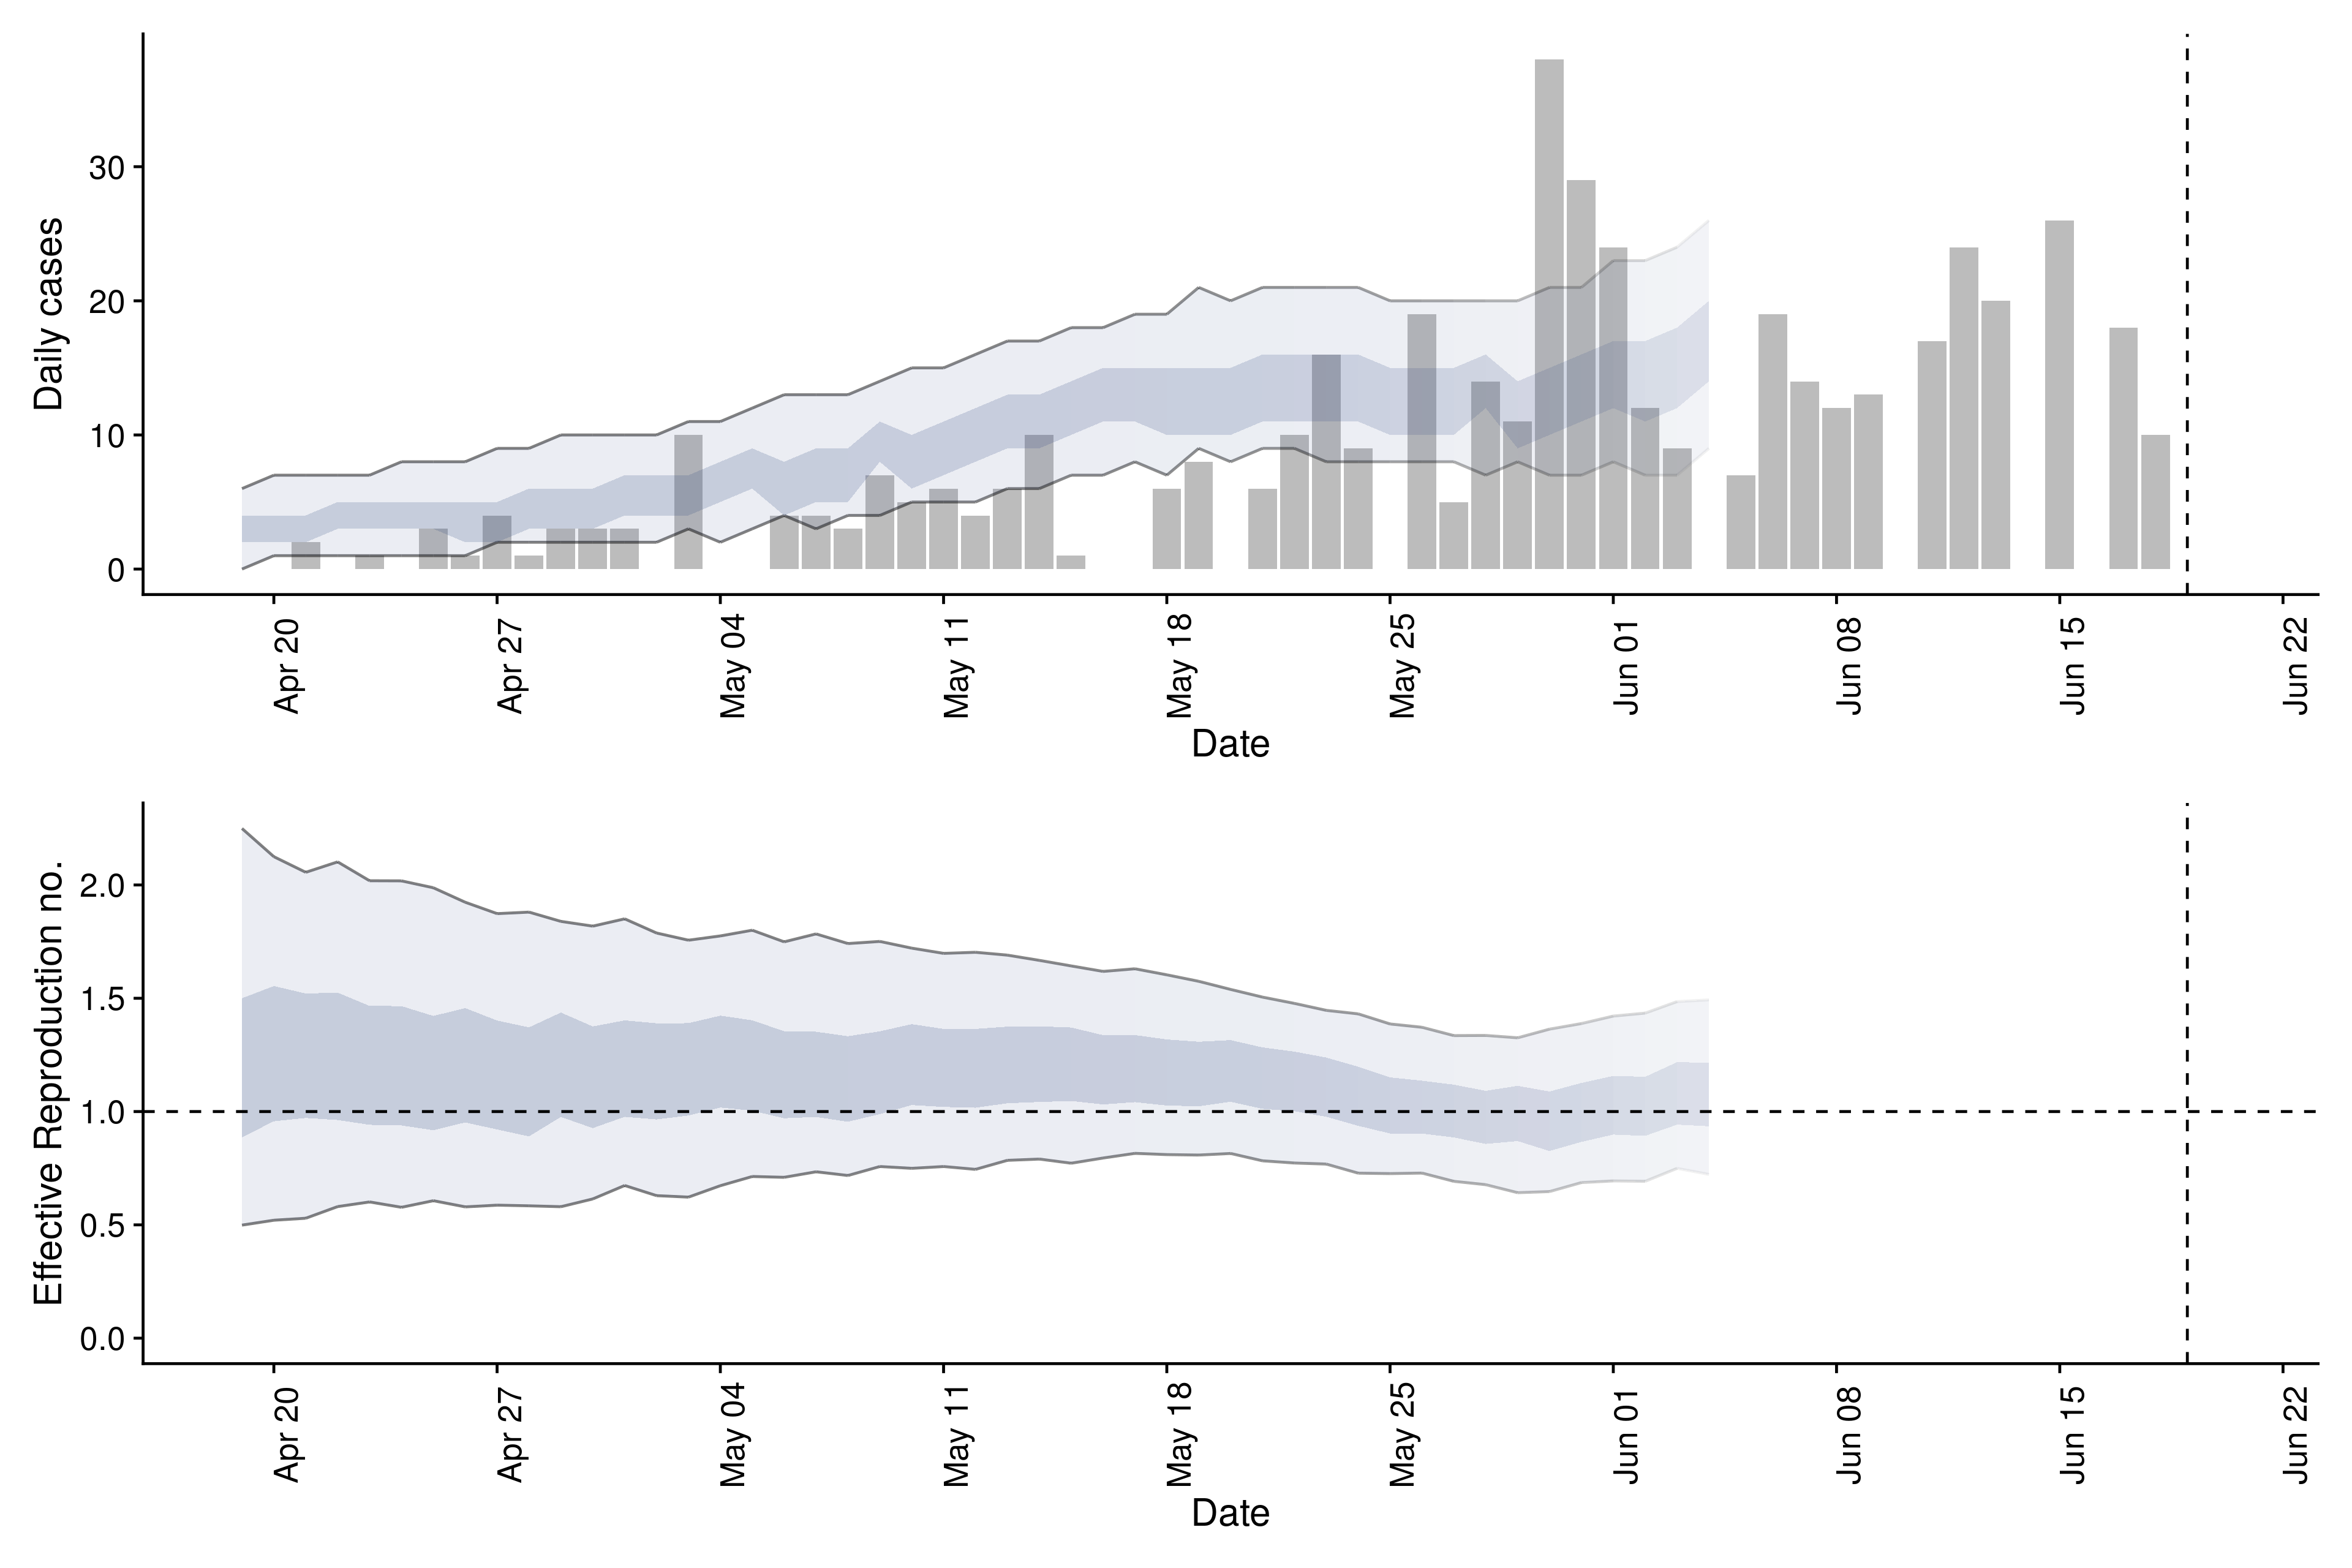 Daily cases
30
20
10
0
Apr 20
Apr 27
May 04
May 11
May 18
May 25
Jun 01
Jun 08
Jun 15
Jun 22
Date
Effective Reproduction no.
2.0
1.5
1.0
0.5
0.0
Apr 20
Apr 27
May 04
May 11
May 18
May 25
Jun 01
Jun 08
Jun 15
Jun 22
Date